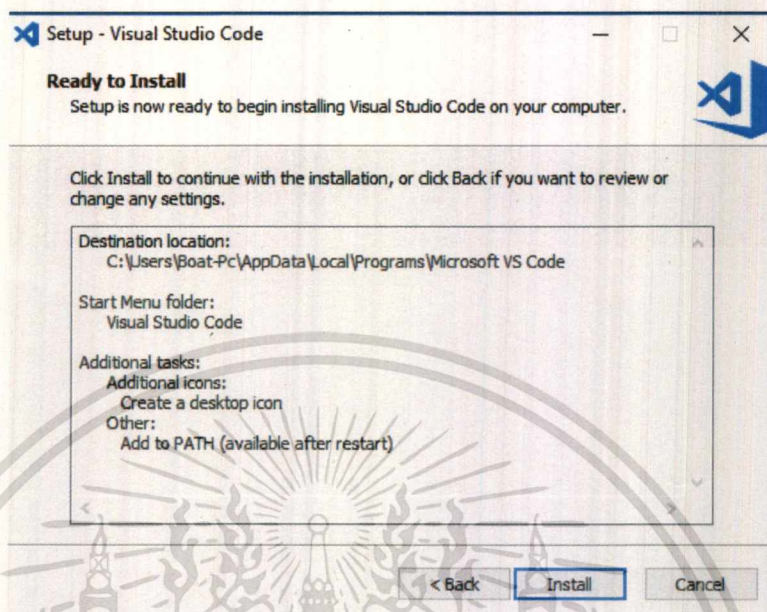 Setup - Visual Studio Code
Ready to Install
Setup is now ready to begin installing Visual Studio Code on your computer.
Click Install to continue with the installation, or click Back if you want to review or
change any settings.
Destination location:
C:\Users\Boat-Pc\AppData\Local\Programs\Microsoft VS Code
Start Menu folder:
Visual Studio Code
Additional tasks:
Additional icons:
Create a desktop icon
Other:
Add to PATH (available after restart)
< Back
Install
Cancel